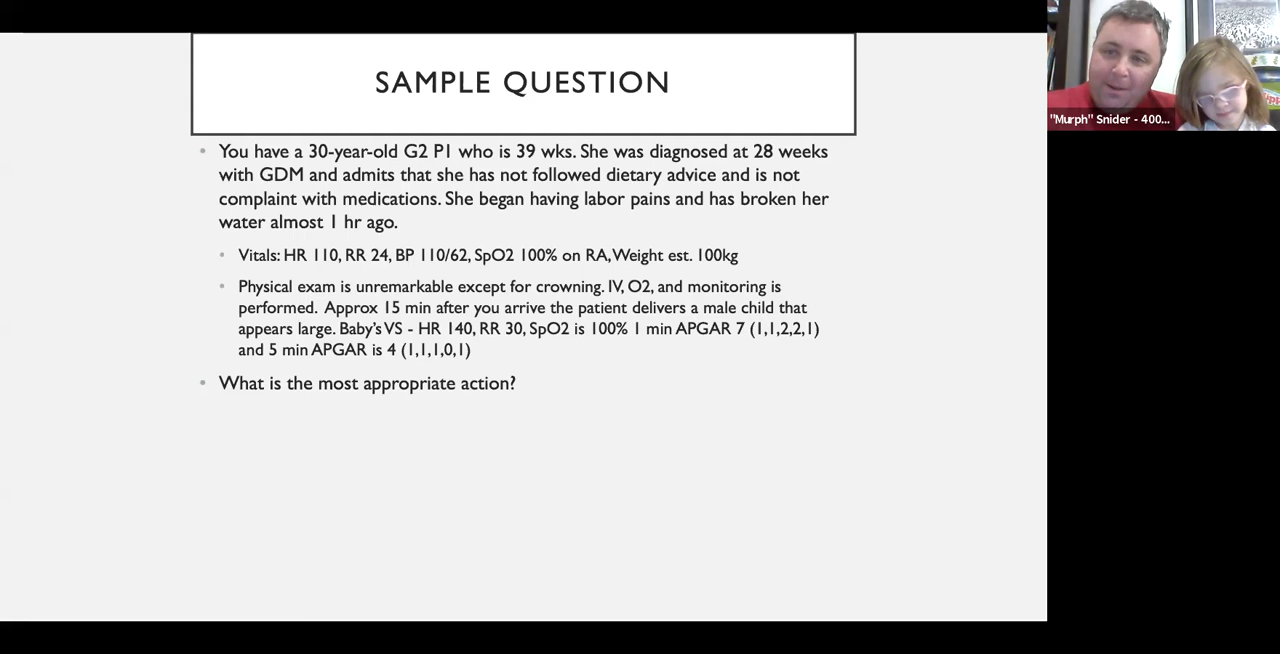 SAMPLE QUESTION
"Murph" Snider - 400...
• You have a 30-year-old G2 P1 who is 39 wks. She was diagnosed at 28 weeks
with GDM and admits that she has not followed dietary advice and is not
complaint with medications. She began having labor pains and has broken her
water almost 1 hr ago.
• Vitals: HR 110, RR 24, BP 110/62, SpO2 100% on RA, Weight est. 100kg
• Physical exam is unremarkable except for crowning. IV, O2, and monitoring is
performed. Approx 15 min after you arrive the patient delivers a male child that
appears large. Baby's VS - HR 140, RR 30, SpO2 is 100% 1 min APGAR 7 (1,1,2,2,1)
and 5 min APGAR is 4 (1,1,1,0,1)
• What is the most appropriate action?